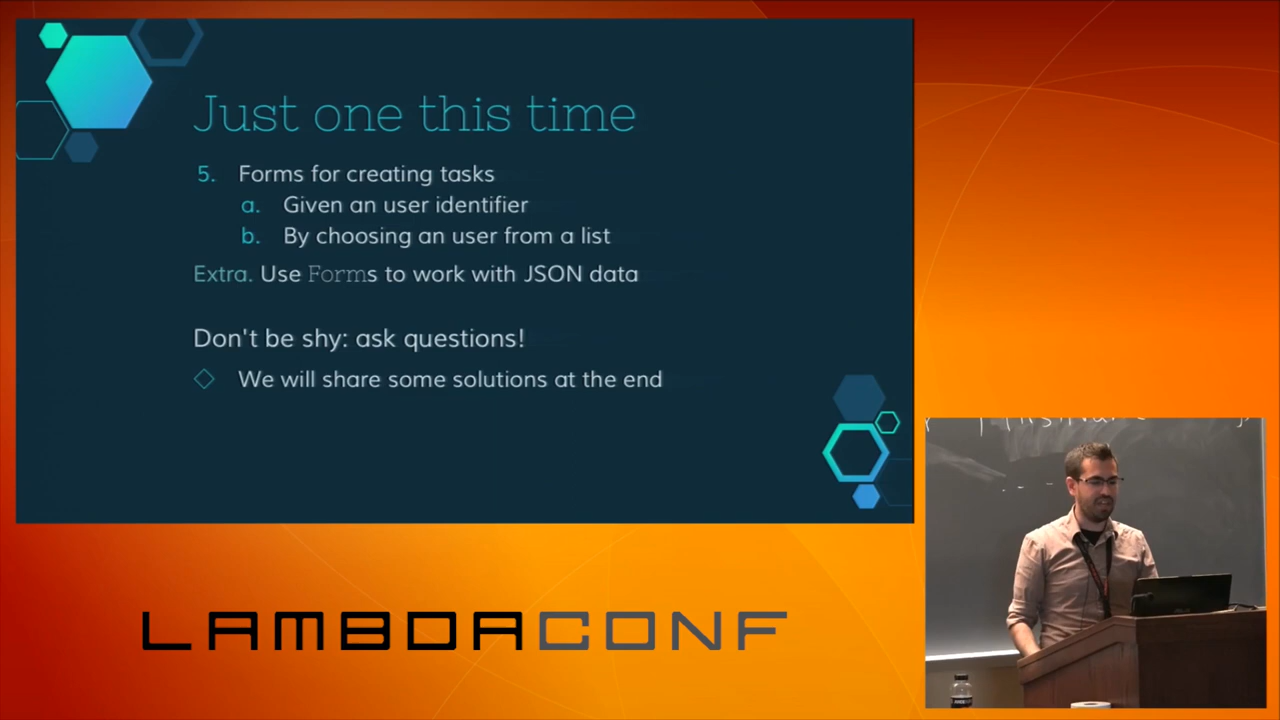 Just one this time
5. Forms for creating tasks
a. Given an user identifier
b. By choosing an user from a list
Extra. Use Forms to work with JSON data
Don't be shy: ask questions!
We will share some solutions at the end
LAMBDACONF